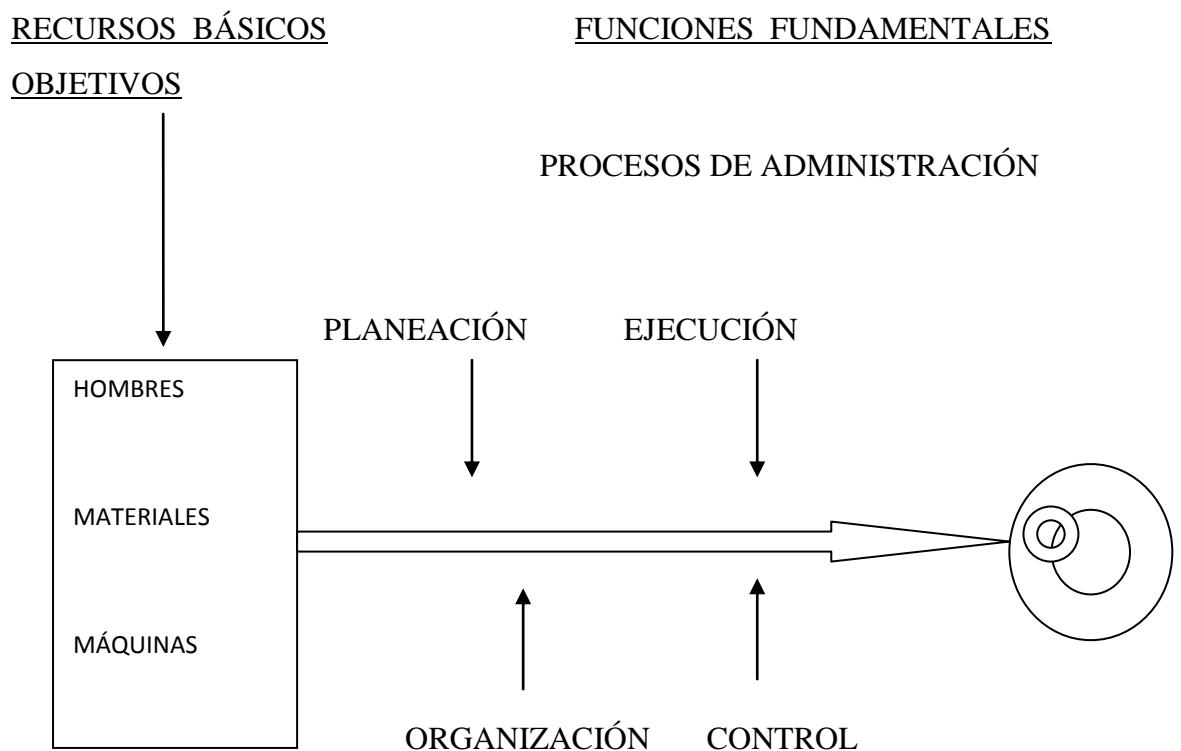 RECURSOS BÁSICOS FUNCIONES FUNDAMENTALES
OBJETIVOS
PROCESOS DE ADMINISTRACIÓN
PLANEACIÓN EJECUCIÓN
HOMBRES
MATERIALES
MÁQUINAS
ORGANIZACIÓN CONTROL